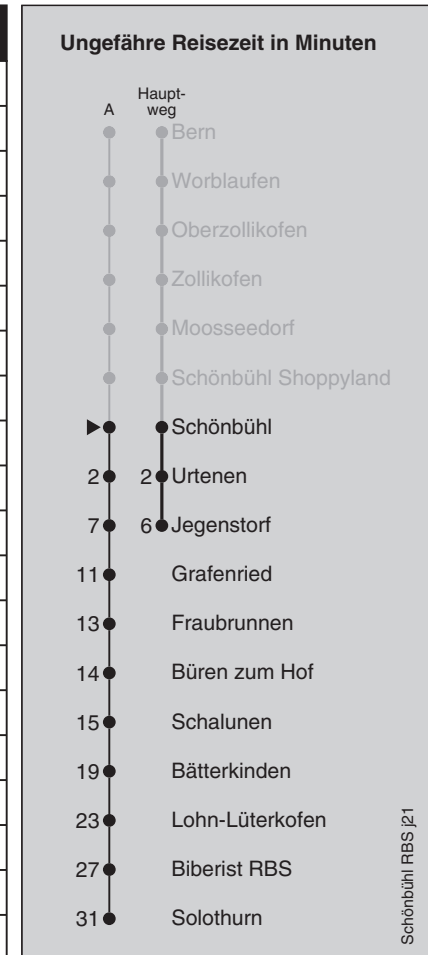 Ungefähre Reisezeit in Minuten
A
Haupt-
weg
Bern
Worblaufen
Oberzollikofen
Zollikofen
Moosseedorf
Schönbühl Shoppyland
Schönbühl
2 2 Urtenen
7 6 Jegenstorf
11 Grafenried
13 Fraubrunnen
14 Büren zum Hof
15 Schalunen
19 Bätterkinden
23 Lohn-Lüterkofen
27 Biberist RBS
31 Solothurn
Schönbühl RBS j21